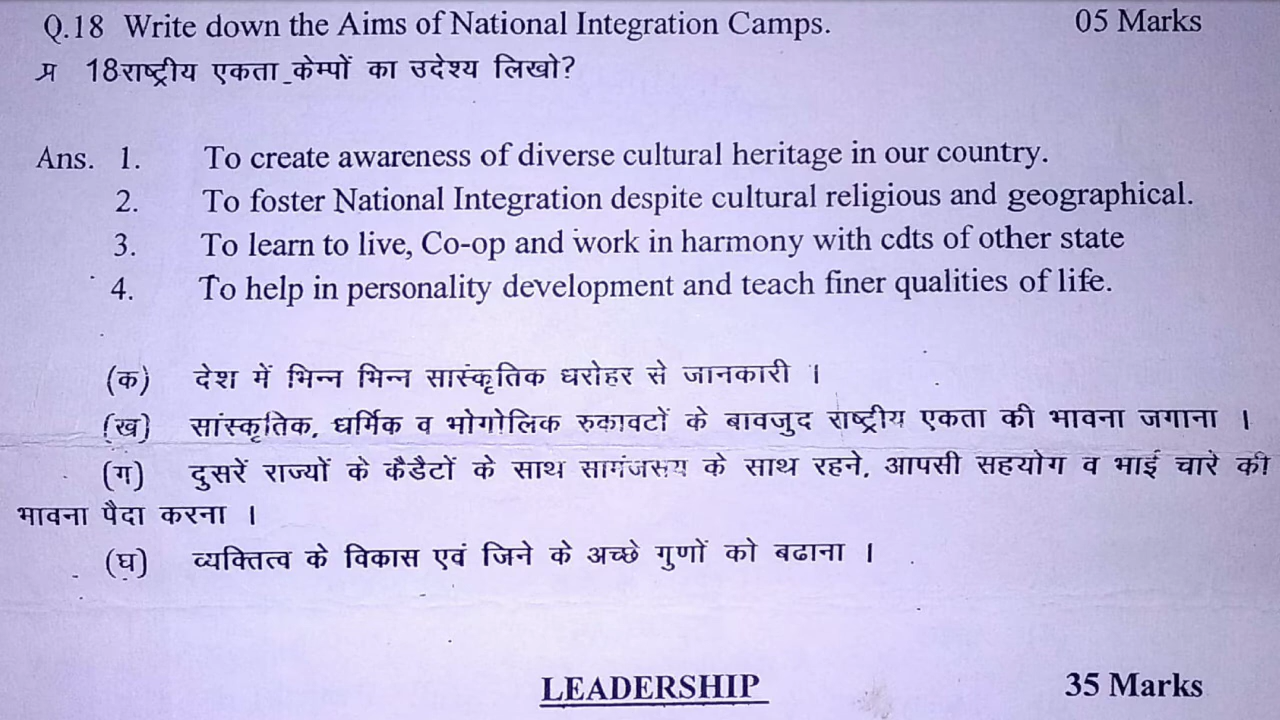 Q.18 Write down the Aims of National Integration Camps. 05 Marks
प्र 18राष्ट्रीय एकता केम्पों का उदेश्य लिखो?
Ans. 1. To create awareness of diverse cultural heritage in our country.
2. To foster National Integration despite cultural religious and geographical.
3. To learn to live, Co-op and work in harmony with cdts of other state
4. To help in personality development and teach finer qualities of life.
(क) देश में भिन्न भिन्न सास्ंकृतिक धरोहर से जानकारी ।
(ख) सांस्कृतिक, धर्मिक व भोगोलिक रुकावटों के बावजुद राष्ट्रीय एकता की भावना जगाना ।
(ग) दुसरें राज्यों के कैडैटों के साथ सामंजसय के साथ रहने, आपसी सहयोग व भाई चारे की
भावना पैदा करना ।
(घ) व्यक्तित्व के विकास एवं जिने के अच्छे गुणों को बढाना ।
LEADERSHIP 35 Marks